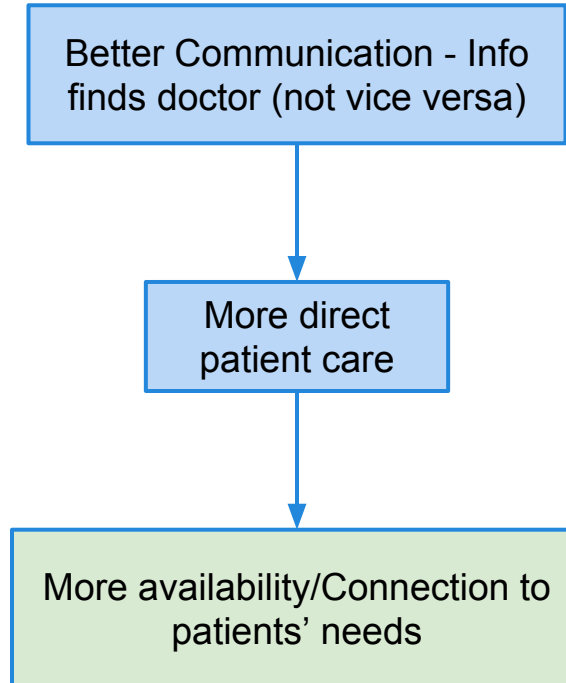 Better Communication - Info
finds doctor (not vice versa)
More direct
patient care
More availability/Connection to
patients’ needs